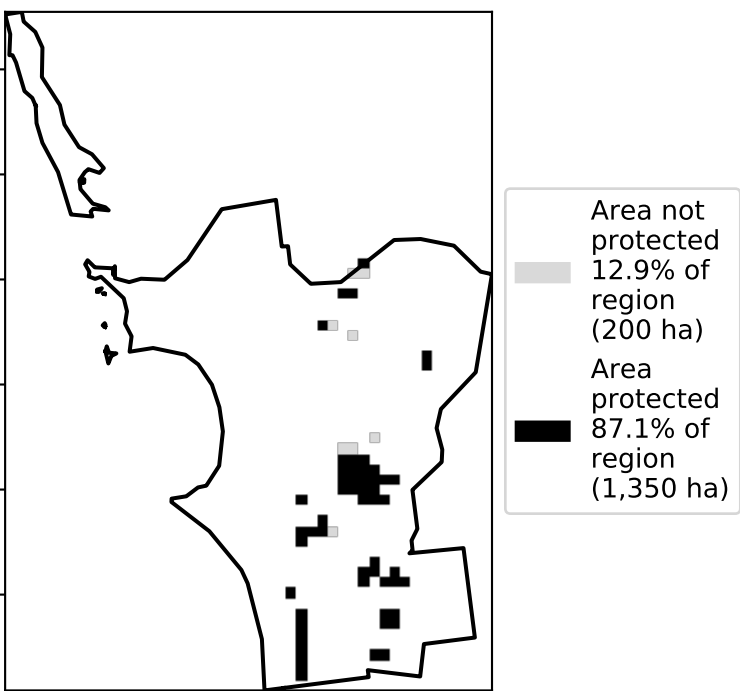 Area not
protected
12.9% of
region
(200 ha)
Area
protected
87.1% of
region
(1,350 ha)